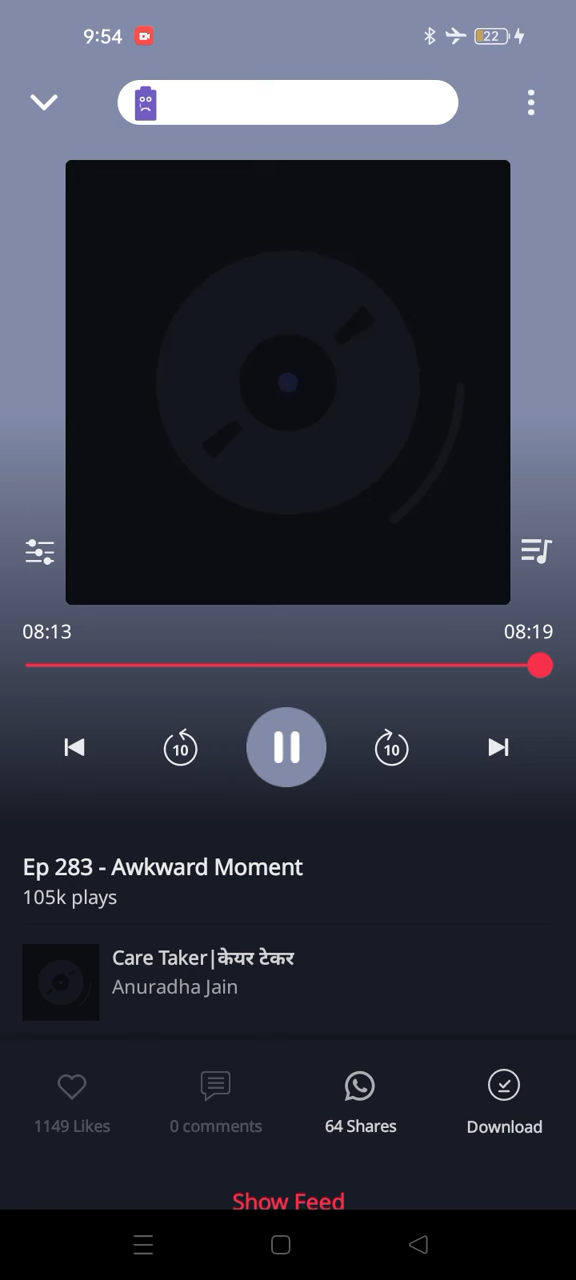 9:54
22
08:13
08:19
10
10
Ep 283 - Awkward Moment
105k plays
Care Taker|केयर टेकर
Anuradha Jain
1149 Likes
0 comments
64 Shares
Download
Show Feed